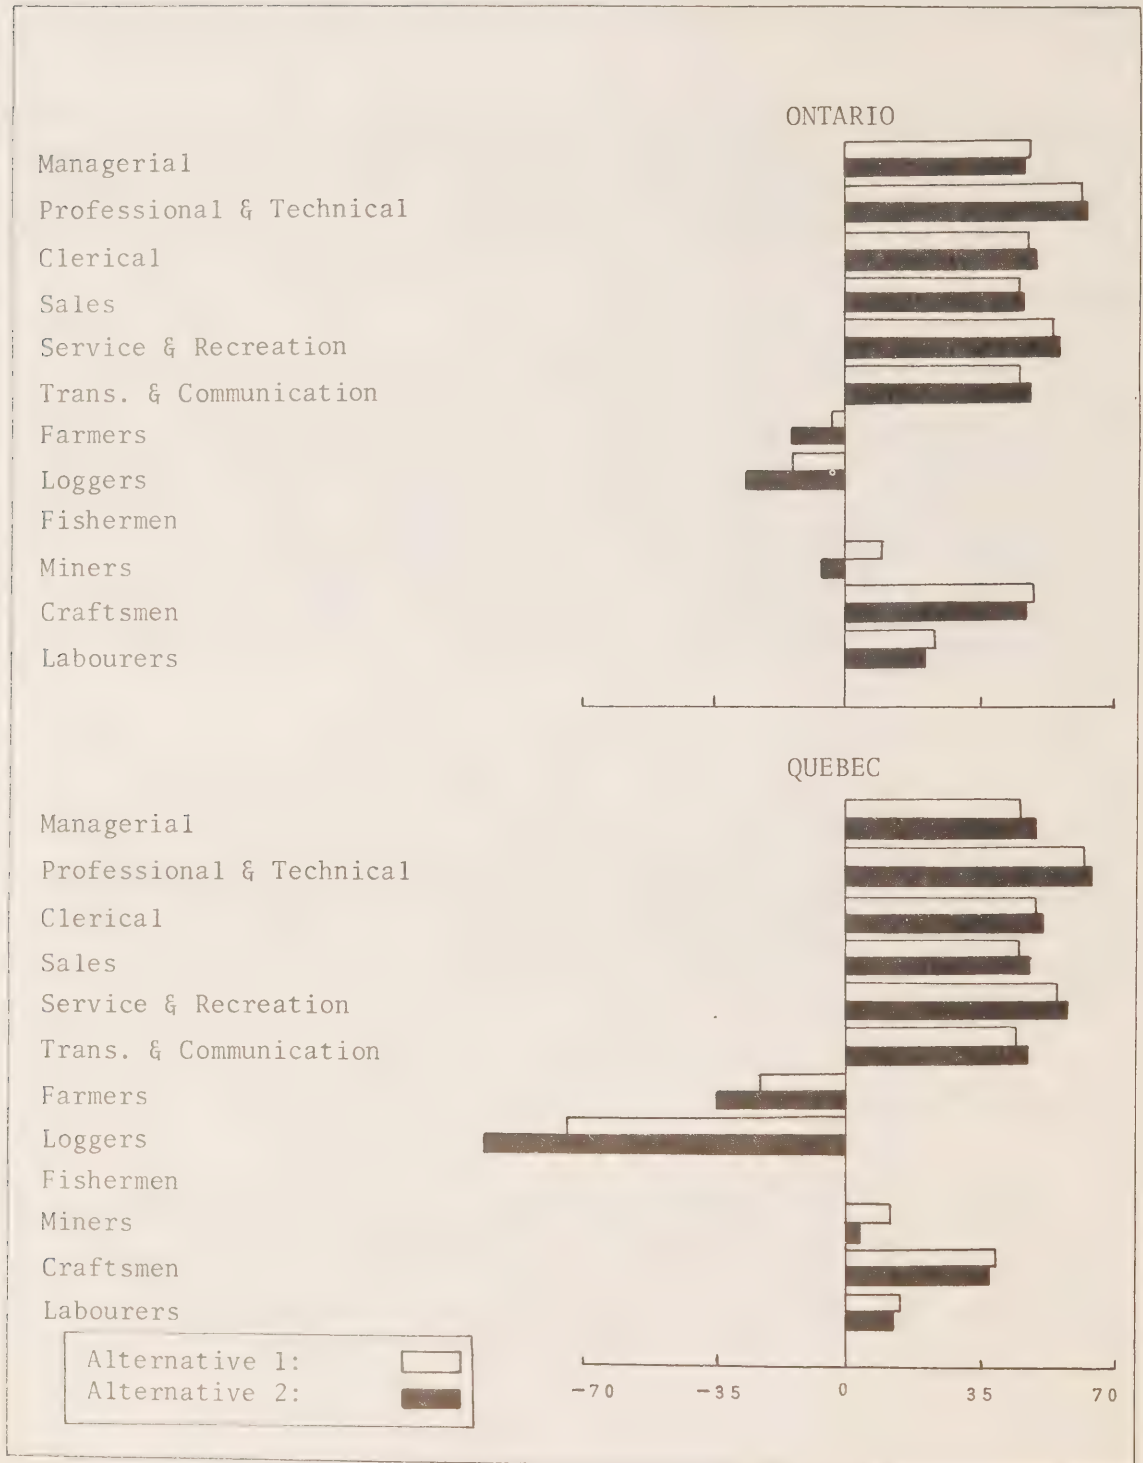 ONTARIO
Managerial
Professional & Technical
Clerical
Sales
Service & Recreation
Trans. & Communication
Farmers
Loggers
Fishermen
Miners
Craftsmen
Labourers
QUEBEC
Managerial
Professional & Technical
Clerical
Sales
Service & Recreation
Trans. & Communication
Farmers
Loggers
Fishermen
Miners
Craftsmen
Labourers
Alternative 1:
Alternative 2:
-70 -35 0 35 70